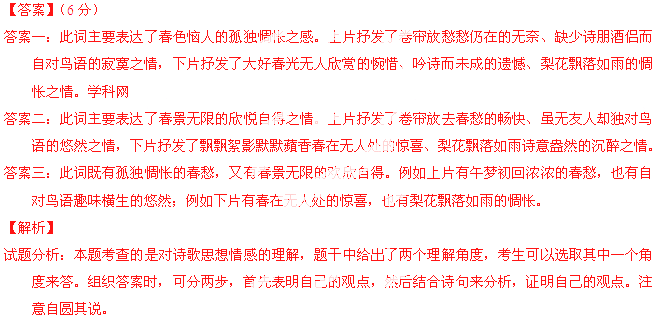 【答案】(6分)
答案一:此词主要表达了春色恼人的孤独惆怅之感。上片抒发了卷帘放愁愁仍在的无奈、缺少诗朋酒侣而
自对鸟语的寂寞之情,下片抒发了大好春光无人欣赏的惋惜、吟诗而未成的遗憾、梨花飘落如雨的惆
怅之情。学科网
答案二:此词主要表达了春景无限的欣悦自得之情。上片抒发了卷帘放去春愁的畅快、虽无友人却独对鸟
语的悠然之情,下片抒发了飘飘絮影默默蘋香春在无人处的惊喜、梨花飘落如雨诗意盎然的沉醉之情。
答案三:此词既有孤独惆怅的春愁,又有春景无限的欢欣自得。例如上片有午梦初回浓浓的春愁,也有自
对鸟语趣味横生的悠然;例如下片有春在无人处的惊喜,也有梨花飘落如雨的惆怅。
【解析】
试题分析:本题考查的是对诗歌思想情感的理解,题干中给出了两个理解角度,考生可以选取其中一个角
度来答。组织答案时,可分两步,首先表明自己的观点,然后结合诗句来分析,证明自己的观点。注
意自圆其说。